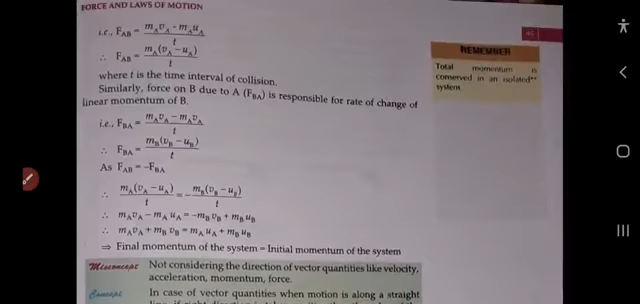 FORCE AND LAWS OF MOTION
i.e., F_AB = (m_A v_A – m_A u_A)/t
∴ F_AB = m_A(v_A – u_A)/t
where t is the time interval of collision.
Similarly, force on B due to A (F_BA) is responsible for rate of change of
linear momentum of B.
i.e., F_BA = (m_A v_A – m_A v_A)/t
∴ F_BA = m_B(v_B – u_B)/t
As F_AB = –F_BA
∴ m_A(v_A – u_A)/t = – m_B(v_B – u_B)/t
∴ m_A v_A – m_A u_A = –m_B v_B + m_B u_B
∴ m_A v_A + m_B v_B = m_A u_A + m_B u_B
⇒ Final momentum of the system = Initial momentum of the system
Misconcept Not considering the direction of vector quantities like velocity,
acceleration, momentum, force.
Concept In case of vector quantities when motion is along a straight
REMEMBER
Total momentum is
conserved in an isolated**
system.